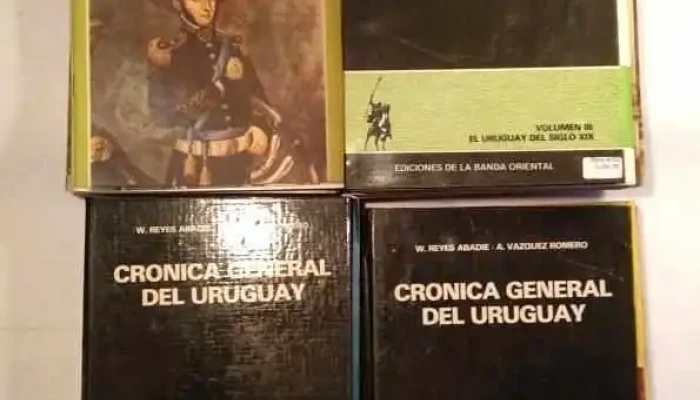 VOLUMEN III
EL URUGUAY DEL SIGLO XIX
EDICIONES DE LA BANDA ORIENTAL
W. REYES ABADIE
CRONICA GENERAL
DEL URUGUAY
W. REYES ABADIE - A. VAZQUEZ ROMERO
CRONICA GENERAL
DEL URUGUAY